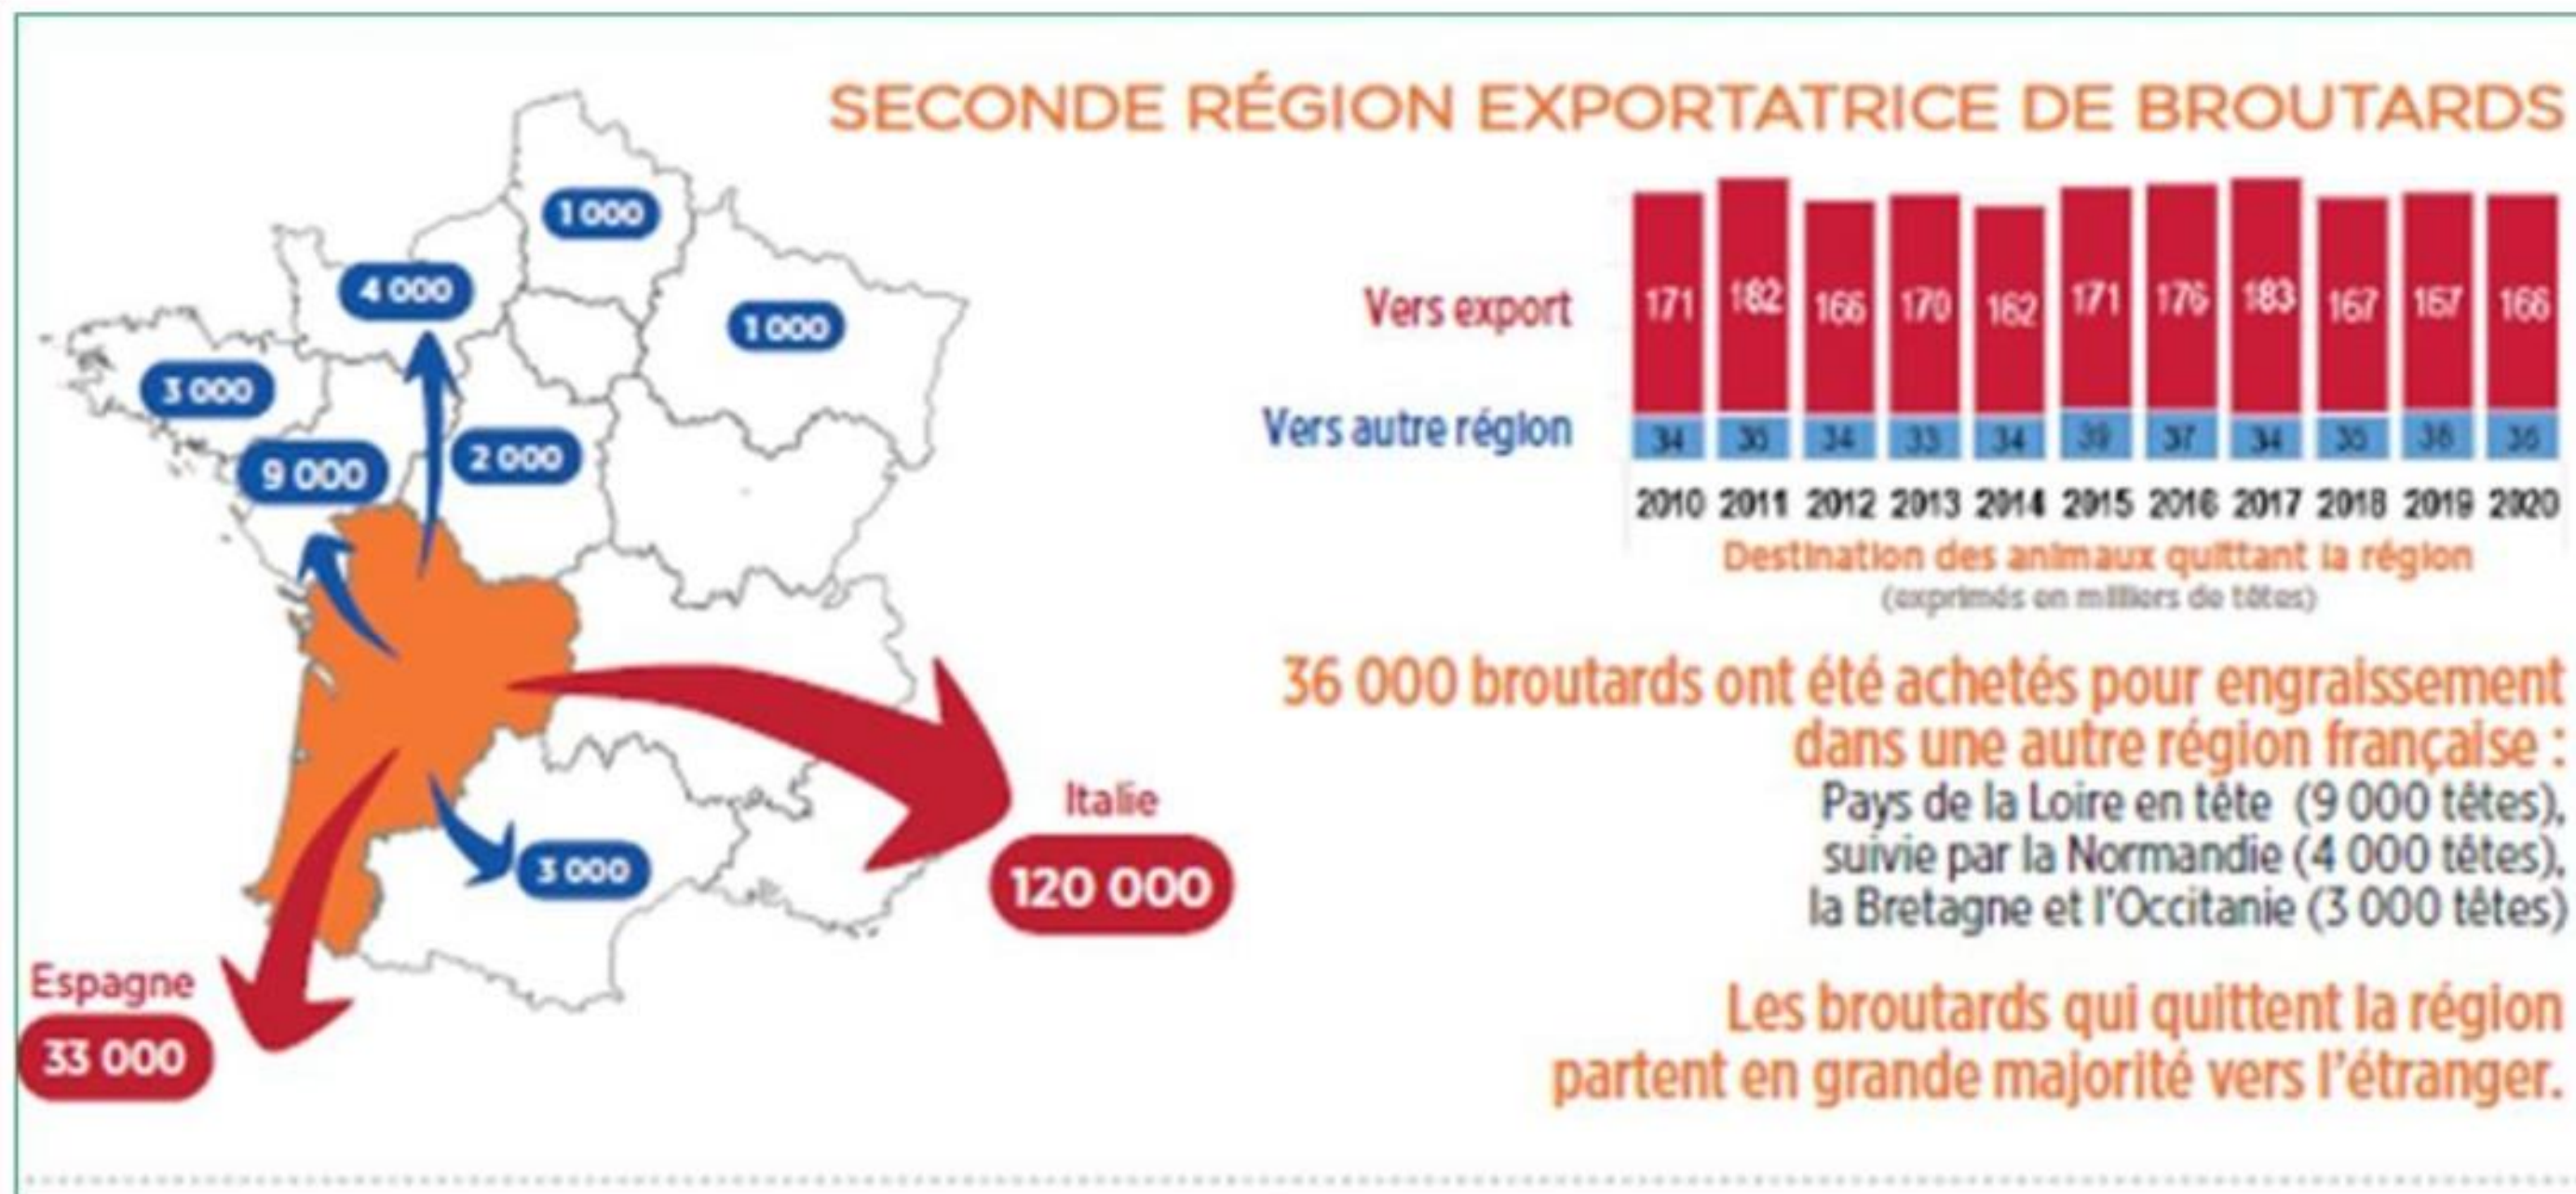 SECONDE RÉGION EXPORTATRICE DE BROUTARDS
1 000
4 000
1 000
3 000
9 000
2 000
3 000
Italie
120 000
Espagne
33 000
Vers export
171 182 166 170 162 171 176 183 167 167 166
Vers autre région
34 34 33 34 39 37 34
2010 2011 2012 2013 2014 2015 2016 2017 2018 2019 2020
Destination des animaux quittant la région
(exprimés en milliers de têtes)
36 000 broutards ont été achetés pour engraissement
dans une autre région française :
Pays de la Loire en tête (9 000 têtes),
suivie par la Normandie (4 000 têtes),
la Bretagne et l'Occitanie (3 000 têtes)
Les broutards qui quittent la région
partent en grande majorité vers l'étranger.